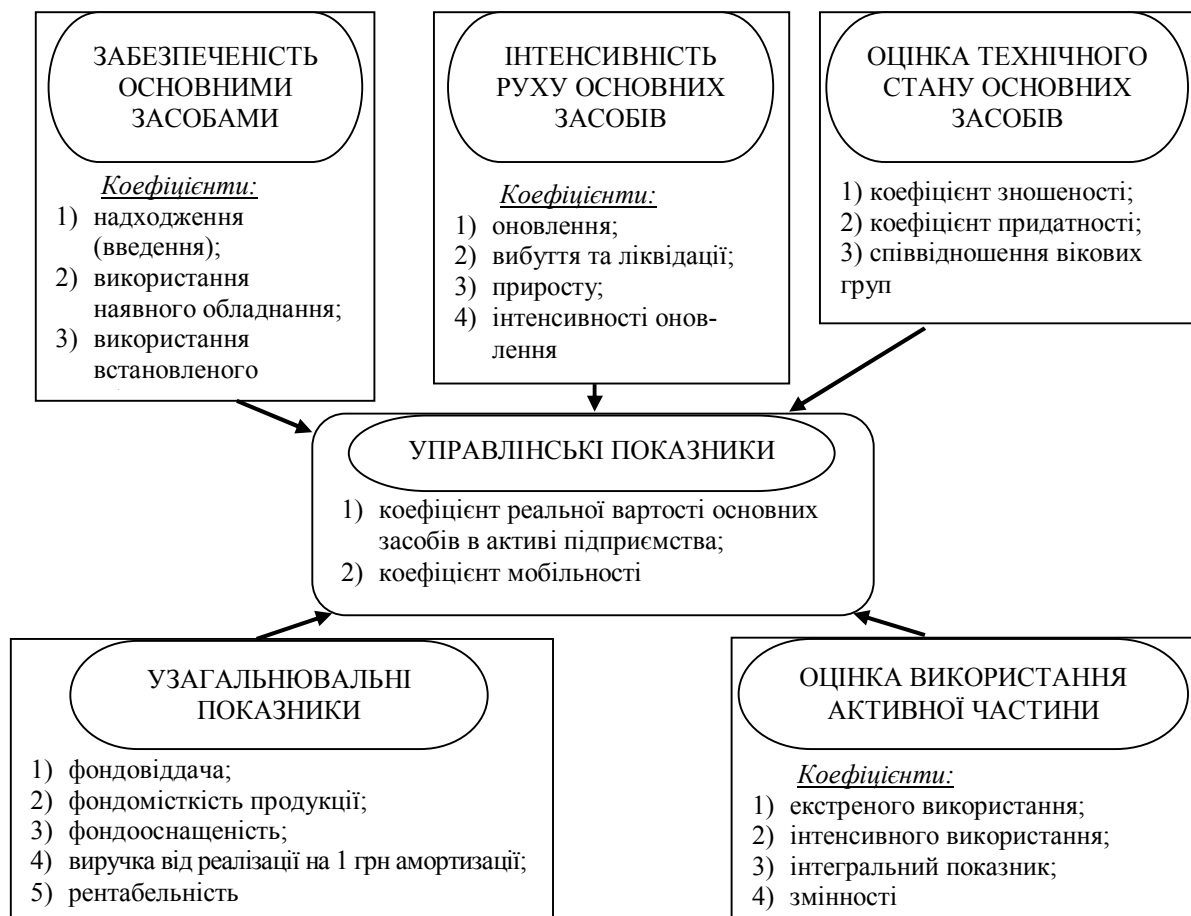 ЗАБЕЗПЕЧЕНІСТЬ
ОСНОВНИМИ
ЗАСОБАМИ
Коефіцієнти:
1) надходження
(введення);
2) використання
наявного обладнання;
3) використання
встановленого
ІНТЕНСИВНІСТЬ
РУХУ ОСНОВНИХ
ЗАСОБІВ
Коефіцієнти:
1) оновлення;
2) вибуття та ліквідації;
3) приросту;
4) інтенсивності онов-
лення
ОЦІНКА ТЕХНІЧНОГО
СТАНУ ОСНОВНИХ
ЗАСОБІВ
1) коефіцієнт зношеності;
2) коефіцієнт придатності;
3) співвідношення вікових
груп
УПРАВЛІНСЬКІ ПОКАЗНИКИ
1) коефіцієнт реальної вартості основних
засобів в активі підприємства;
2) коефіцієнт мобільності
УЗАГАЛЬНЮВАЛЬНІ
ПОКАЗНИКИ
1) фондовіддача;
2) фондомісткість продукції;
3) фондооснащеність;
4) виручка від реалізації на 1 грн амортизації;
5) рентабельність
ОЦІНКА ВИКОРИСТАННЯ
АКТИВНОЇ ЧАСТИНИ
Коефіцієнти:
1) екстреного використання;
2) інтенсивного використання;
3) інтегральний показник;
4) змінності